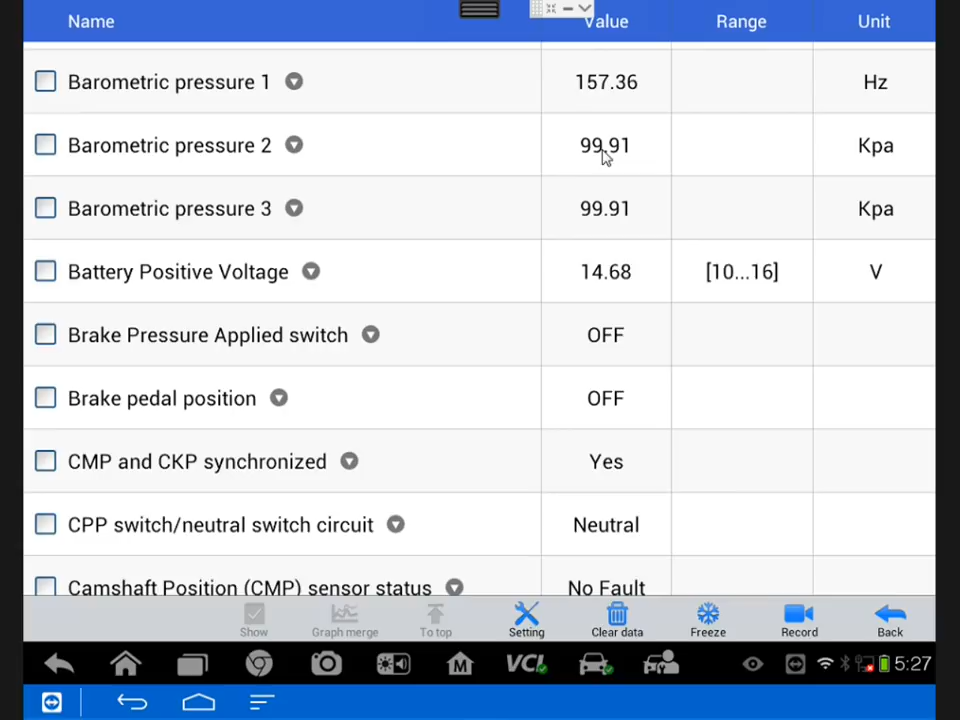 Name Value Range Unit
Barometric pressure 1 157.36 Hz
Barometric pressure 2 99.91 Kpa
Barometric pressure 3 99.91 Kpa
Battery Positive Voltage 14.68 [10...16] V
Brake Pressure Applied switch OFF
Brake pedal position OFF
CMP and CKP synchronized Yes
CPP switch/neutral switch circuit Neutral
Camshaft Position (CMP) sensor status No Fault
Show Graph merge To top Setting Clear data Freeze Record Back
M VCI 5:27